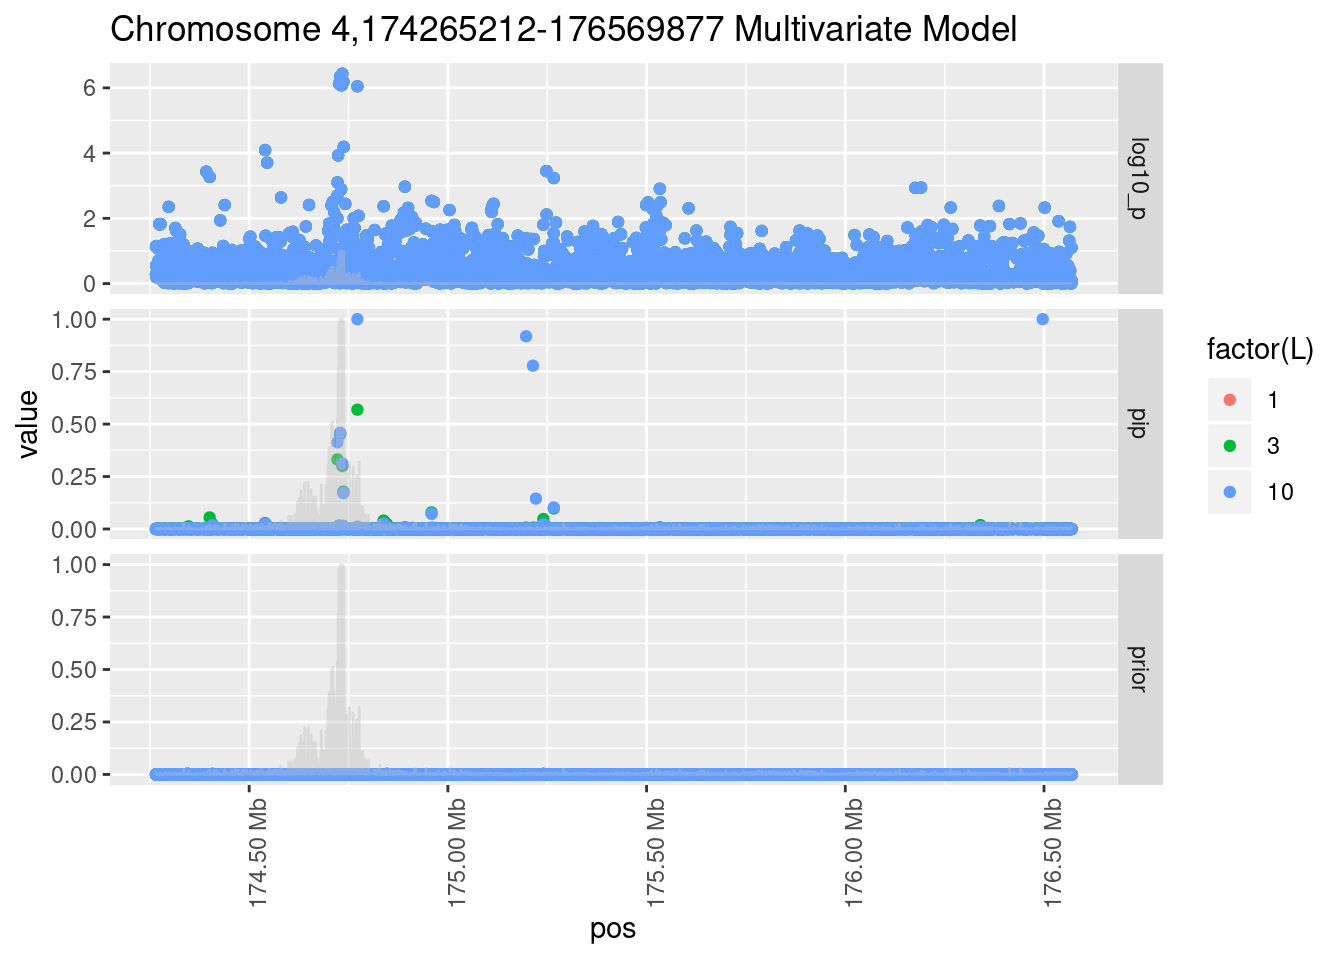 Chromosome 4,174265212-176569877 Multivariate Model
6
4
2
0
log10_p
1.00
0.75
0.50
0.25
0.00
pip
1.00
0.75
0.50
0.25
0.00
prior
value
174.50 Mb
175.00 Mb
175.50 Mb
176.00 Mb
176.50 Mb
pos
factor(L)
1
3
10